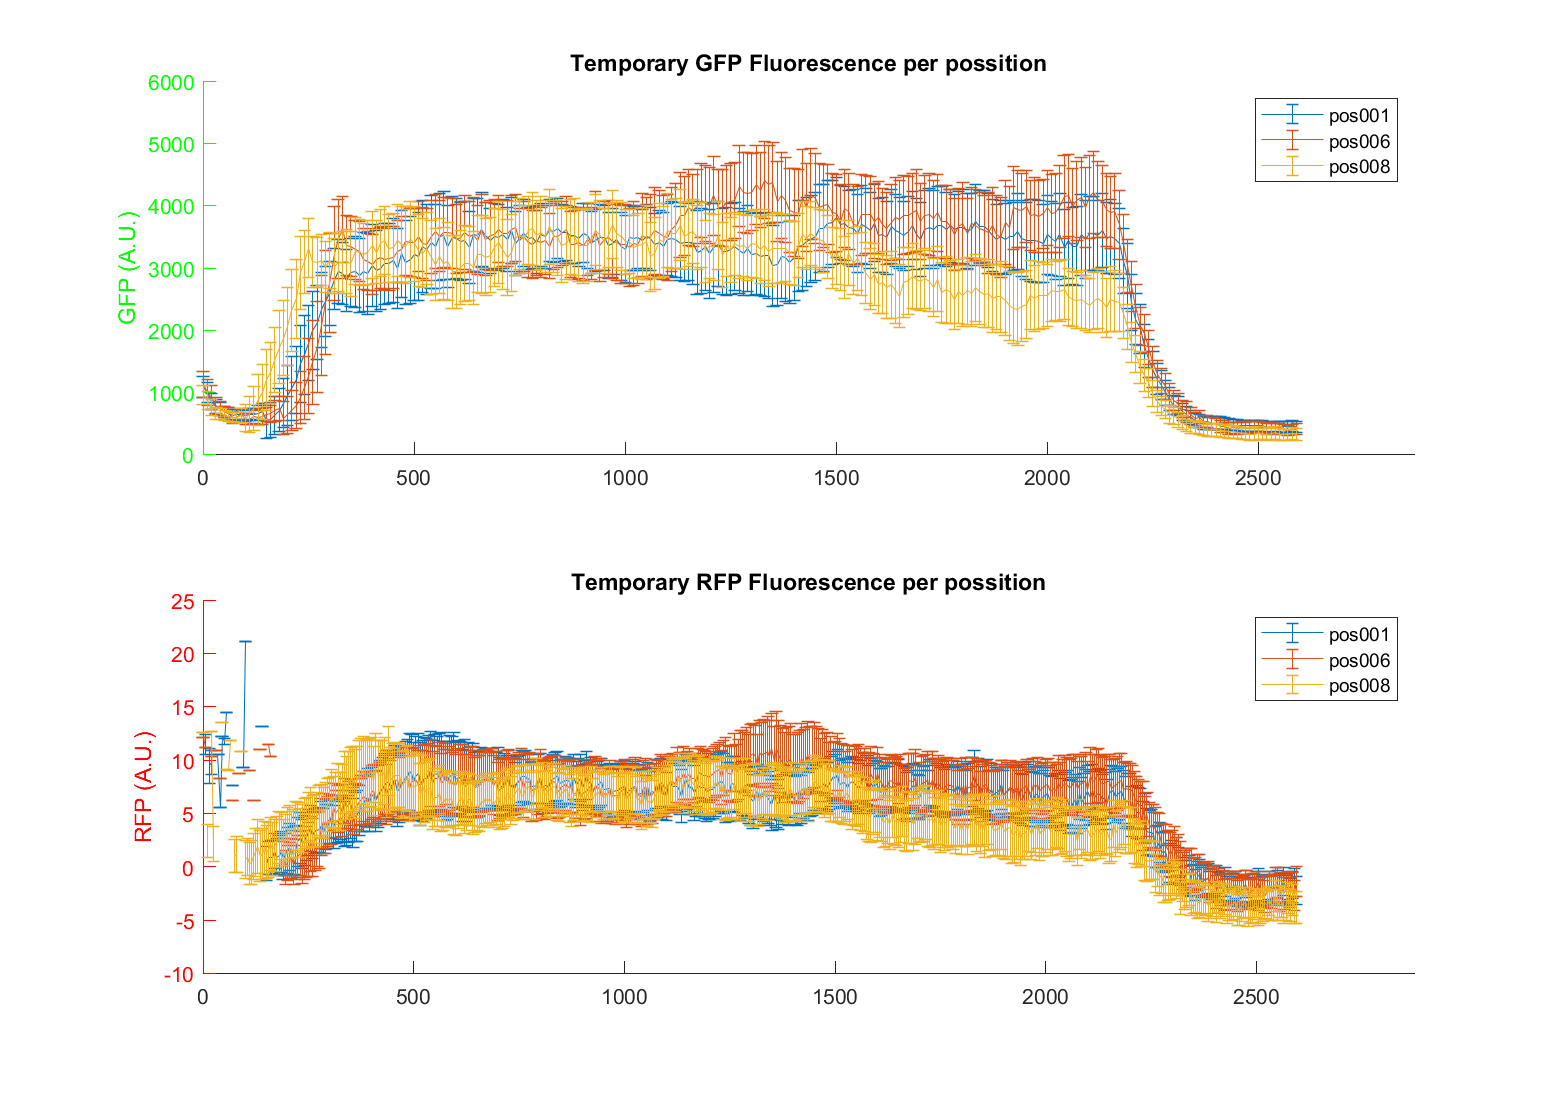 Temporary GFP Fluorescence per possition
GFP (A.U.)
6000
5000
4000
3000
2000
1000
0
0 500 1000 1500 2000 2500
pos001
pos006
pos008
Temporary RFP Fluorescence per possition
RFP (A.U.)
25
20
15
10
5
0
-5
-10
0 500 1000 1500 2000 2500
pos001
pos006
pos008